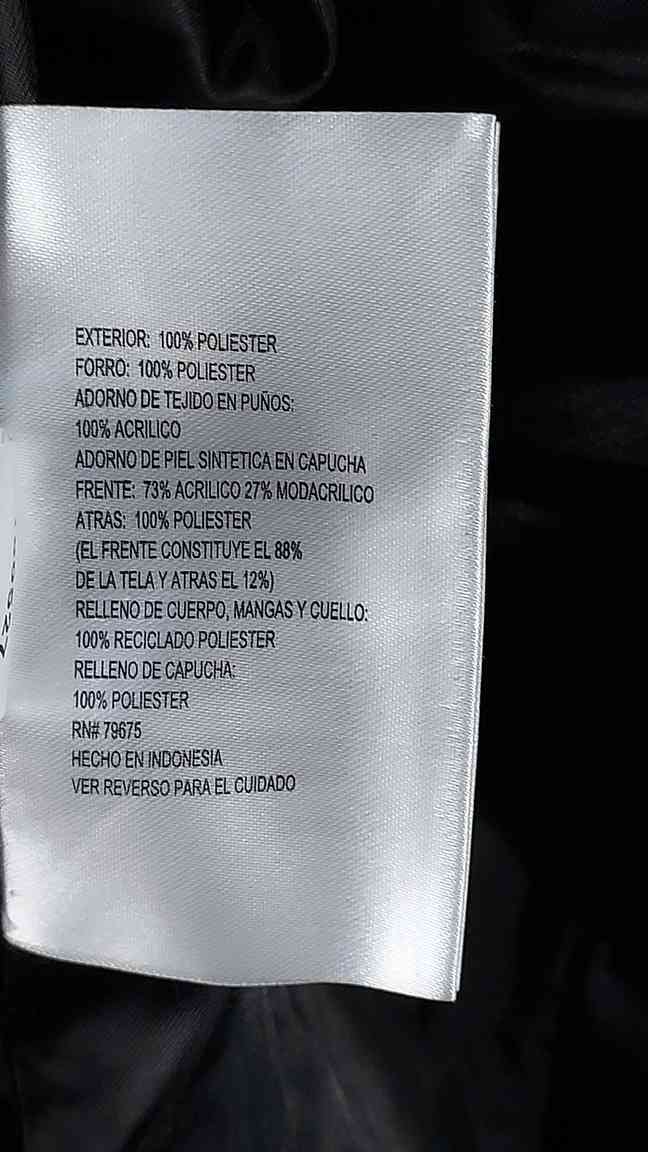 EXTERIOR: 100% POLIESTER
FORRO: 100% POLIESTER
ADORNO DE TEJIDO EN PUÑOS:
100% ACRILICO
ADORNO DE PIEL SINTETICA EN CAPUCHA
FRENTE: 73% ACRILICO 27% MODACRILICO
ATRAS: 100% POLIESTER
(EL FRENTE CONSTITUYE EL 88%
DE LA TELA Y ATRAS EL 12%)
RELLENO DE CUERPO, MANGAS Y CUELLO:
100% RECICLADO POLIESTER
RELLENO DE CAPUCHA:
100% POLIESTER
RN# 79675
HECHO EN INDONESIA
VER REVERSO PARA EL CUIDADO